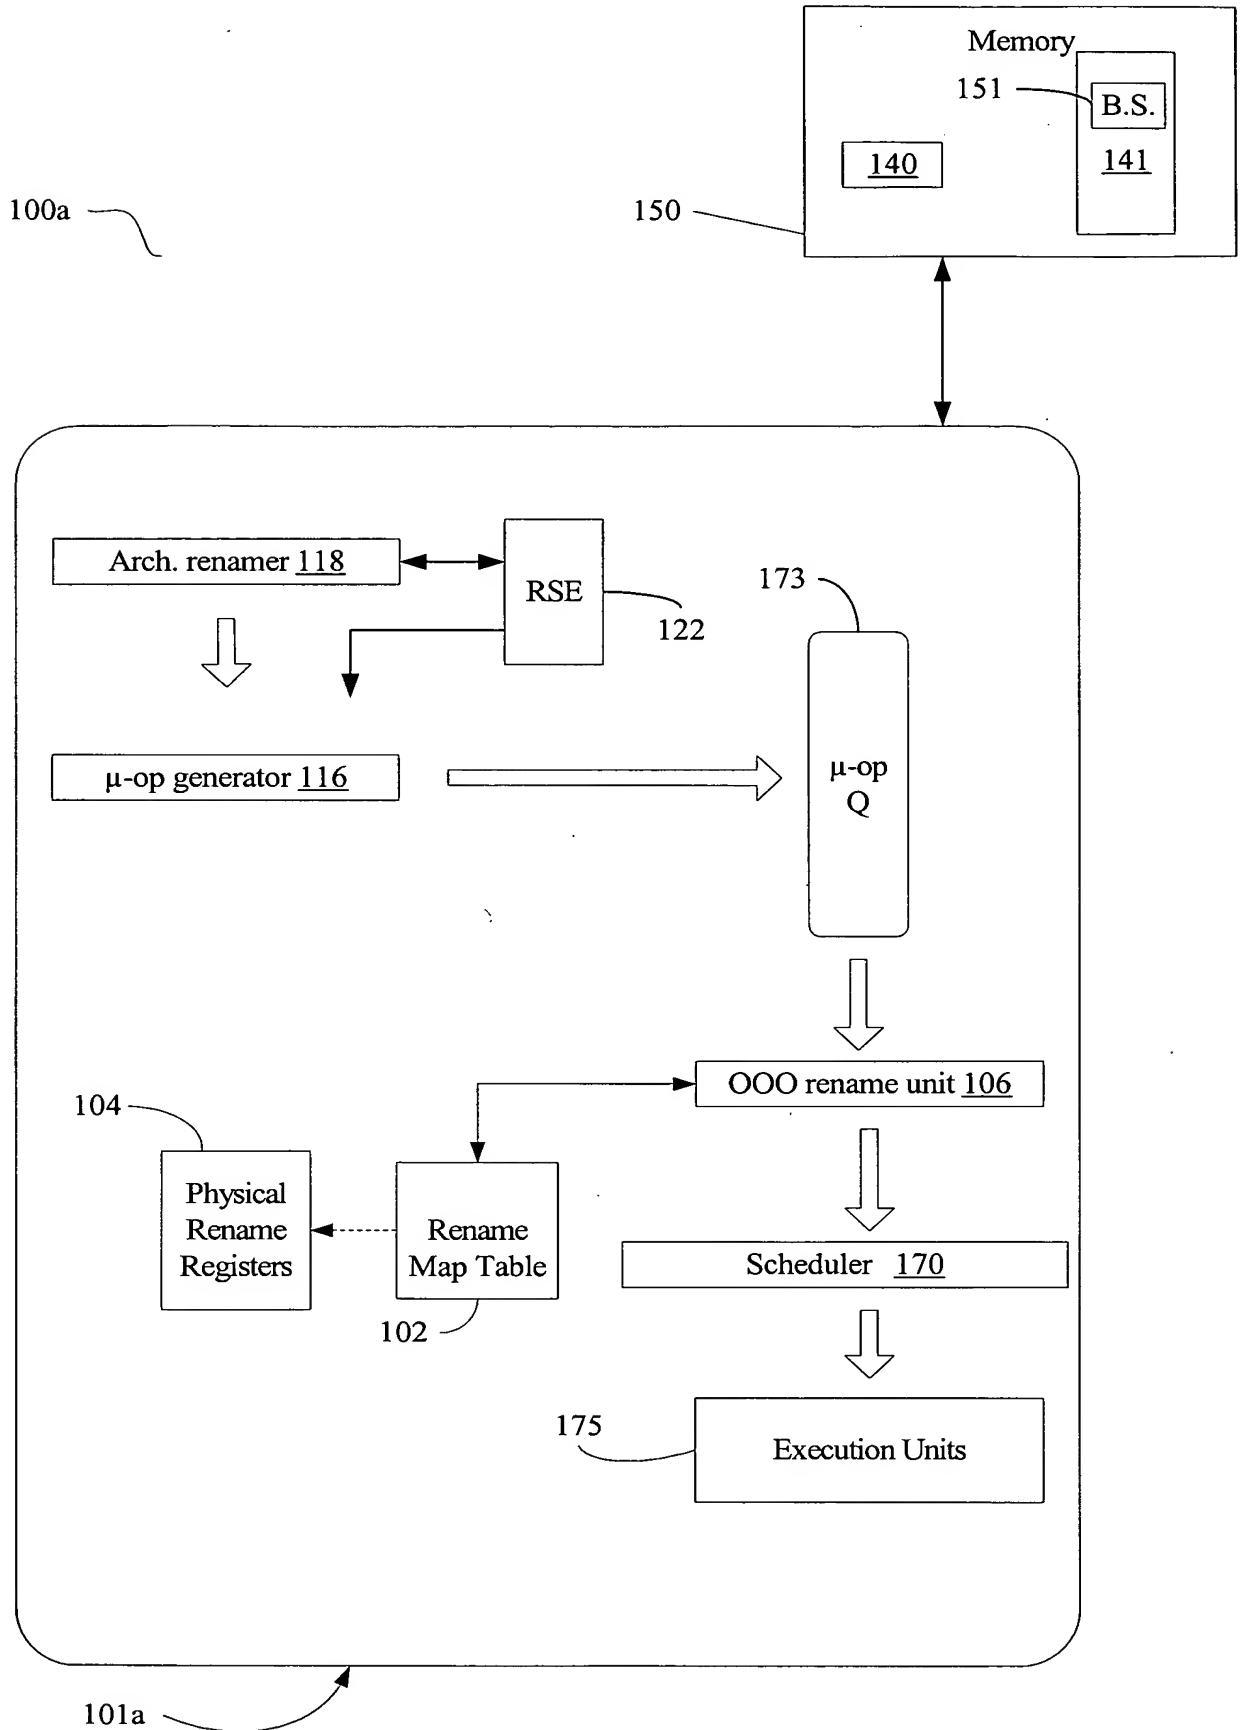 Memory
151
B.S.
140
141
100a
150
Arch. renamer 118
RSE
122
173
µ-op generator 116
µ-op
Q
OOO rename unit 106
104
Physical
Rename
Registers
Rename
Map Table
Scheduler 170
102
175
Execution Units
101a